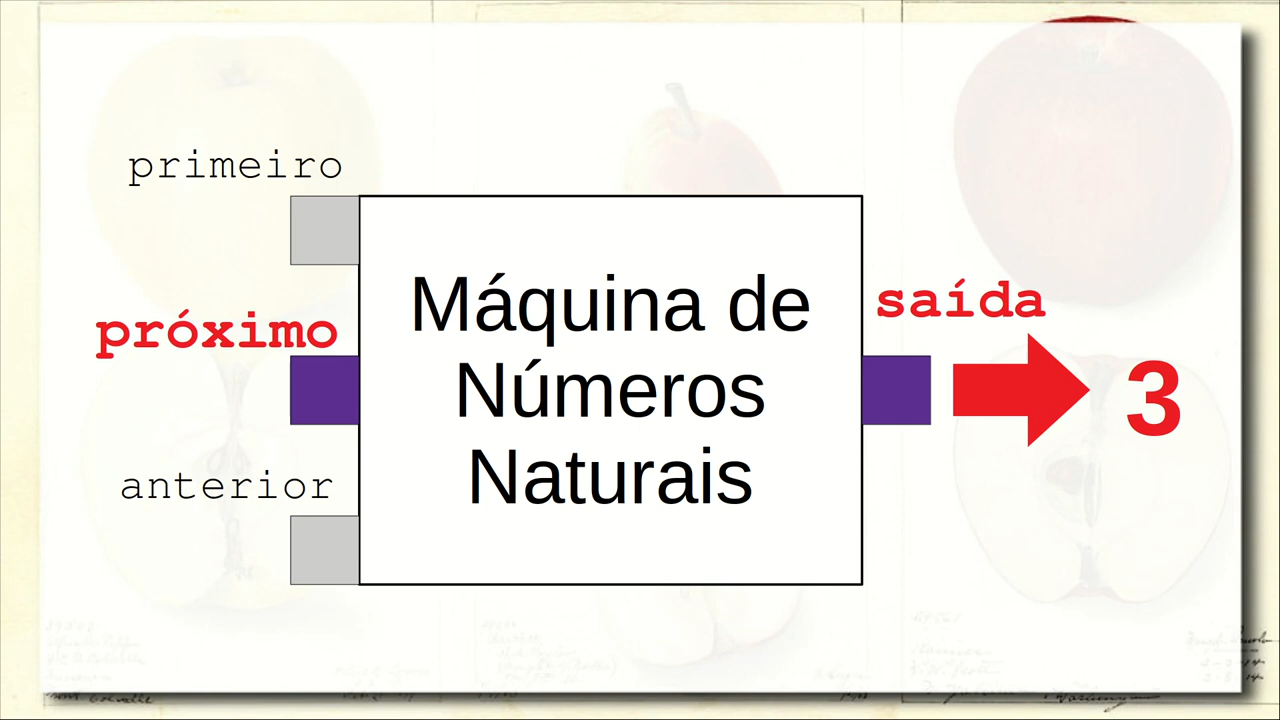 primeiro
próximo
anterior
Máquina de
Números
Naturais
saída
3